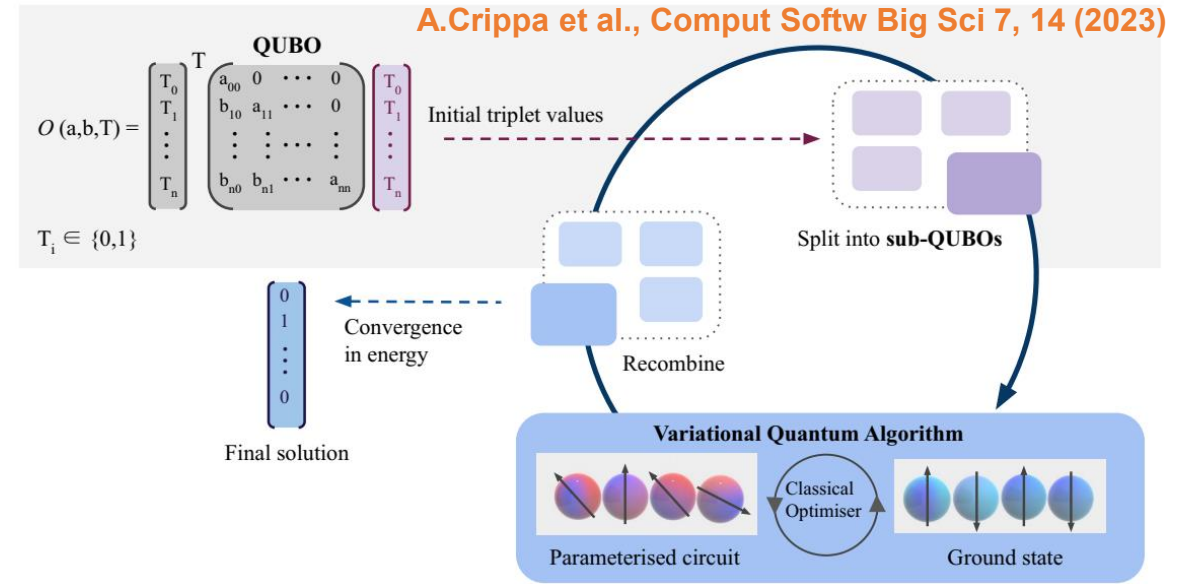 A.Crippa et al., Comput Softw Big Sci 7, 14 (2023)
QUBO
O (a,b,T) =
T₀
T₁
⋮
Tₙ
T
a₀₀ 0 ⋯ 0
b₁₀ a₁₁ ⋯ 0
⋮ ⋮ ⋯ ⋮
bₙ₀ bₙ₁ ⋯ aₙₙ
T₀
T₁
⋮
Tₙ
Tᵢ ∈ {0,1}
Initial triplet values
Split into sub-QUBOs
Recombine
Convergence
in energy
0
1
⋮
0
Final solution
Variational Quantum Algorithm
Classical
Optimiser
Parameterised circuit
Ground state